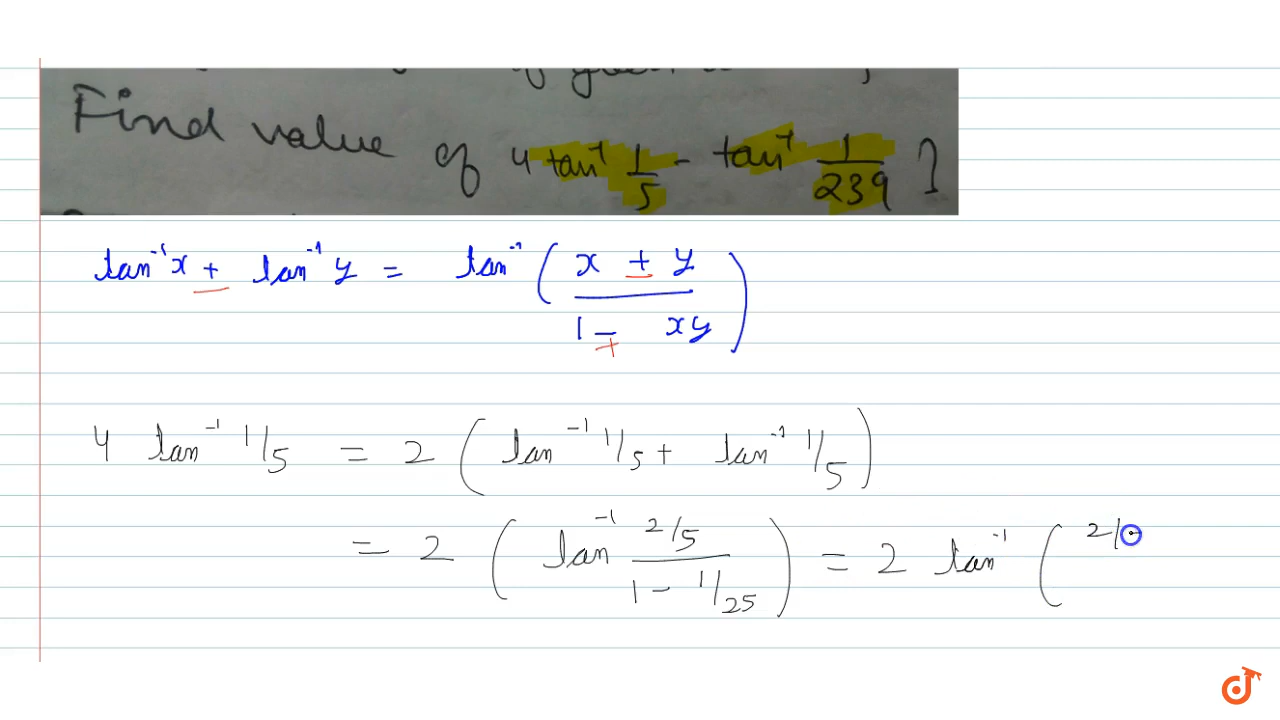 of
Find value of 4 tan⁻¹ 1/5 - tan⁻¹ 1/239 ]
tan⁻¹x ± tan⁻¹y = tan⁻¹ ( (x ± y) / (1 ∓ xy) )
4 tan⁻¹ 1/5 = 2 ( tan⁻¹ 1/5 + tan⁻¹ 1/5 )
= 2 ( tan⁻¹ (2/5) / (1 - 1/25) ) = 2 tan⁻¹ ( 2/